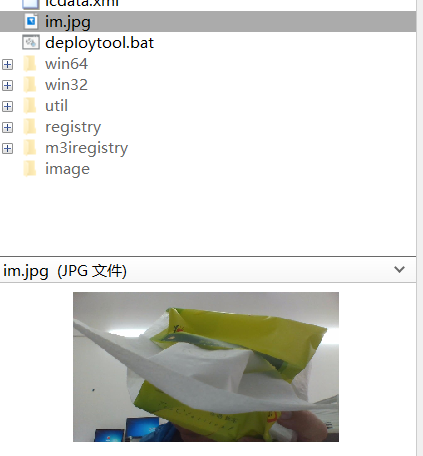 lcdata.xml
im.jpg
deploytool.bat
win64
win32
util
registry
m3iregistry
image
im.jpg (JPG 文件)